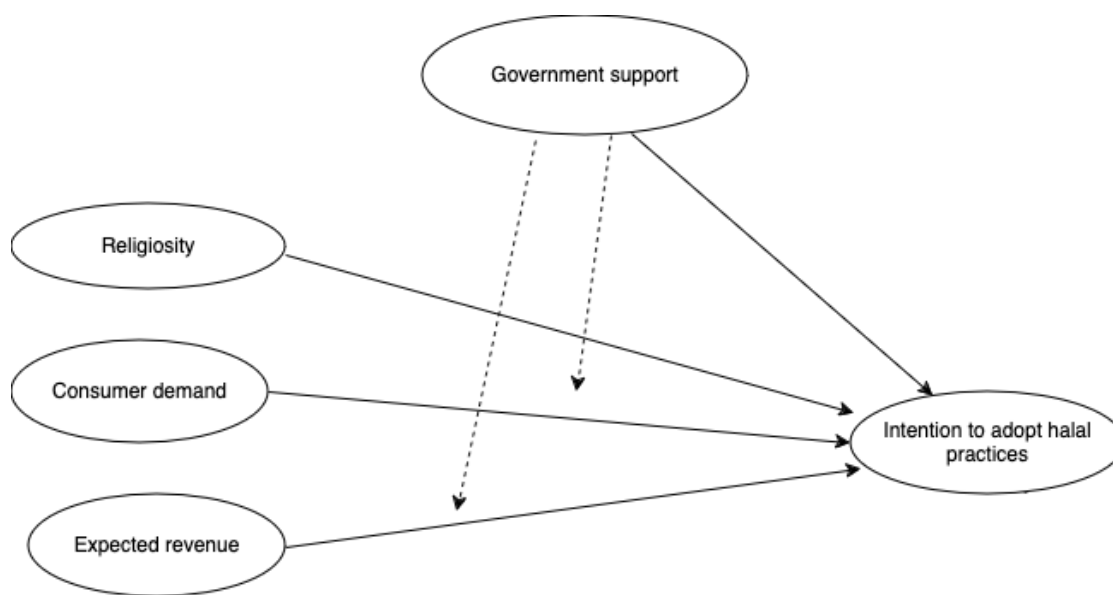 Government support
Religiosity
Consumer demand
Intention to adopt halal
practices
Expected revenue